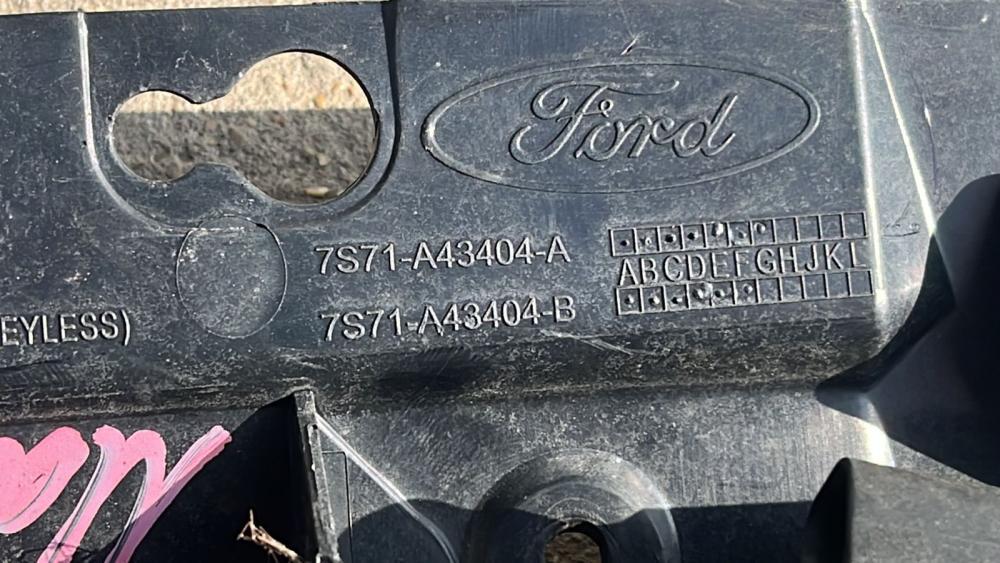 Ford
7S71-A43404-A
ABCDEFGHJKL
7S71-A43404-B
EYLESS)